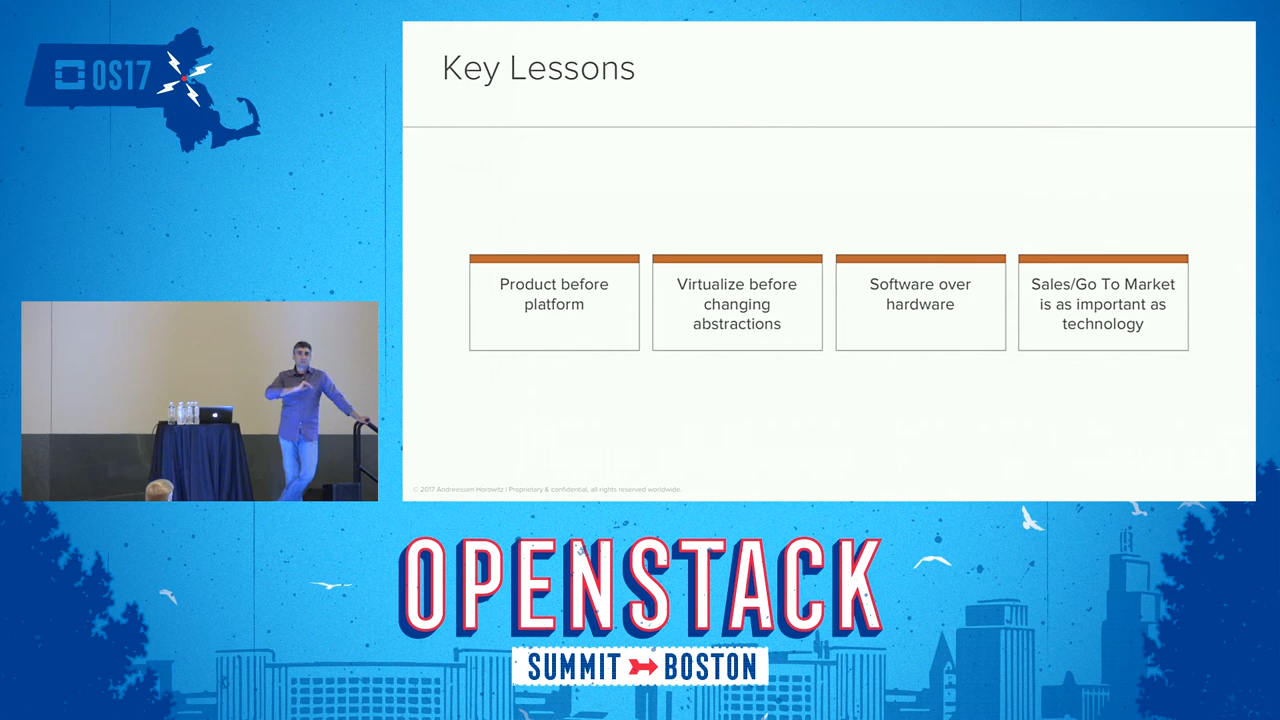 OS17
Key Lessons
Product before
platform
Virtualize before
changing
abstractions
Software over
hardware
Sales/Go To Market
is as important as
technology
© 2017 Andreessen Horowitz | Proprietary & confidential, all rights reserved worldwide.
OPENSTACK
SUMMIT BOSTON